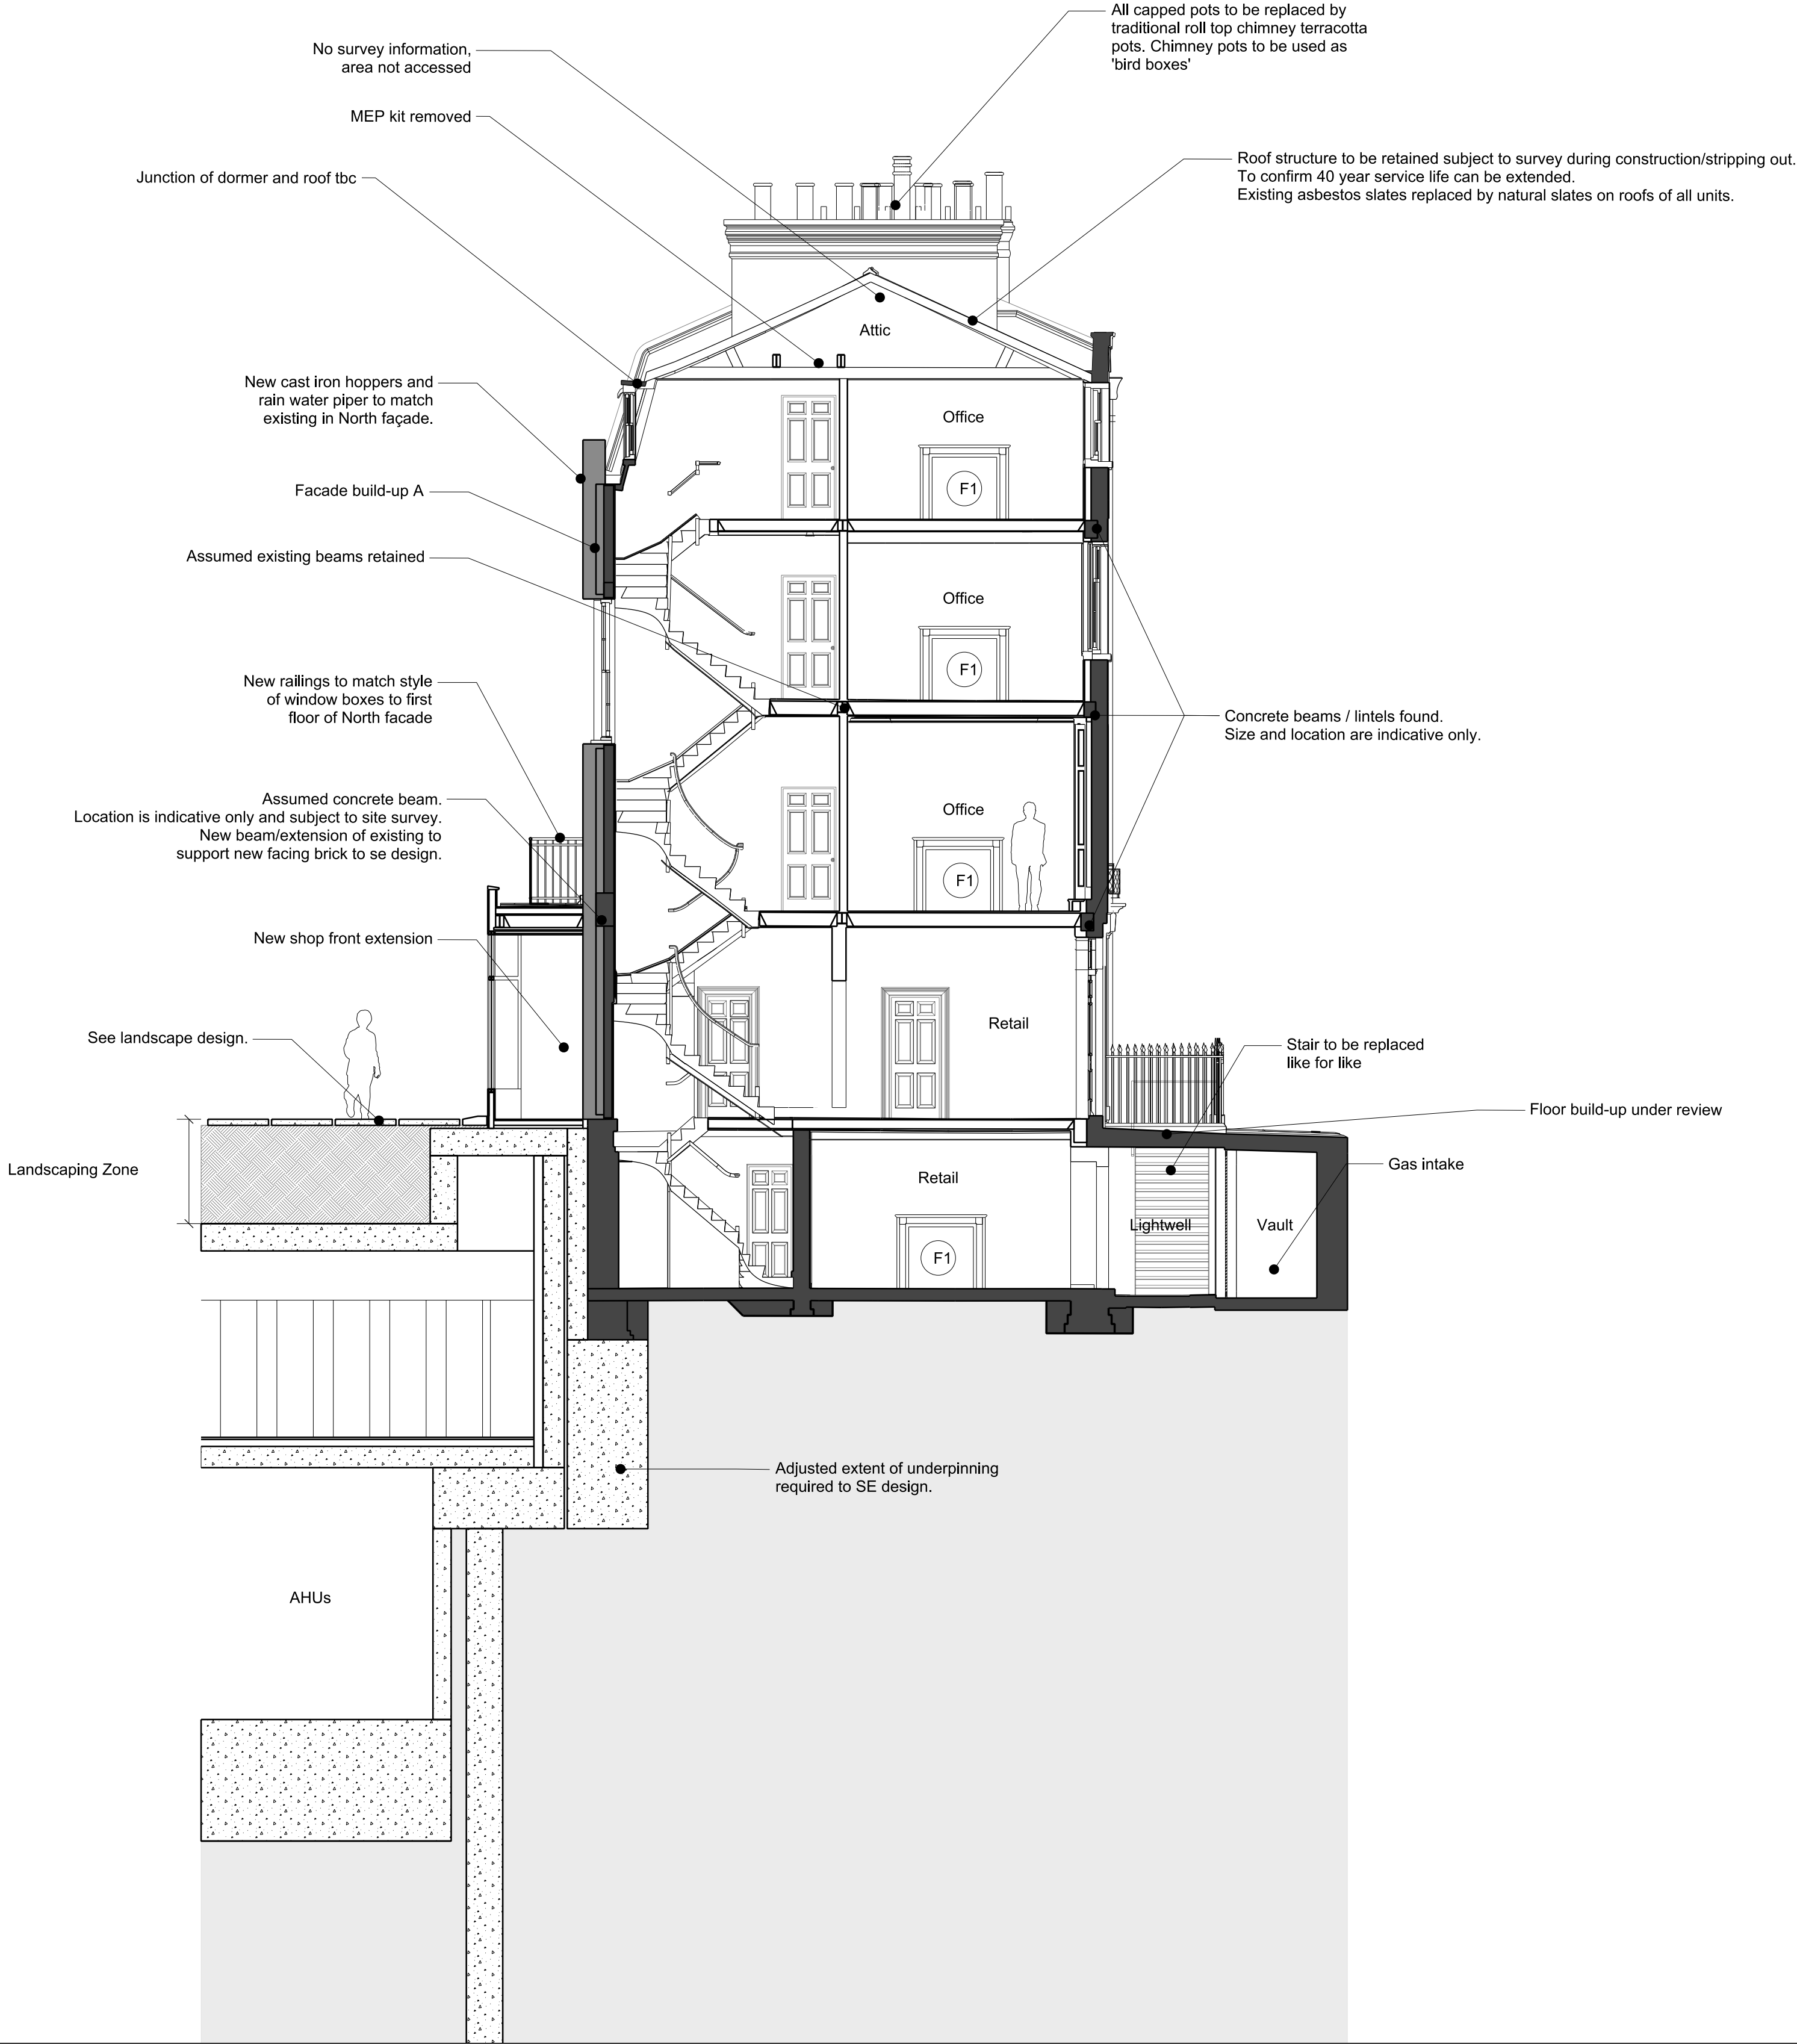 All capped pots to be replaced by
traditional roll top chimney terracotta
pots. Chimney pots to be used as
'bird boxes'
No survey information,
area not accessed
MEP kit removed
Roof structure to be retained subject to survey during construction/stripping out.
To confirm 40 year service life can be extended.
Existing asbestos slates replaced by natural slates on roofs of all units.
Junction of dormer and roof tbc
Attic
New cast iron hoppers and
rain water piper to match
existing in North façade.
Office
F1
Facade build-up A
Assumed existing beams retained
Office
F1
New railings to match style
of window boxes to first
floor of North facade
Concrete beams / lintels found.
Size and location are indicative only.
Assumed concrete beam.
Location is indicative only and subject to site survey.
New beam/extension of existing to
support new facing brick to se design.
Office
F1
New shop front extension
Retail
See landscape design.
Stair to be replaced
like for like
Floor build-up under review
Landscaping Zone
Gas intake
Retail
Lightwell
Vault
F1
Adjusted extent of underpinning
required to SE design.
AHUs